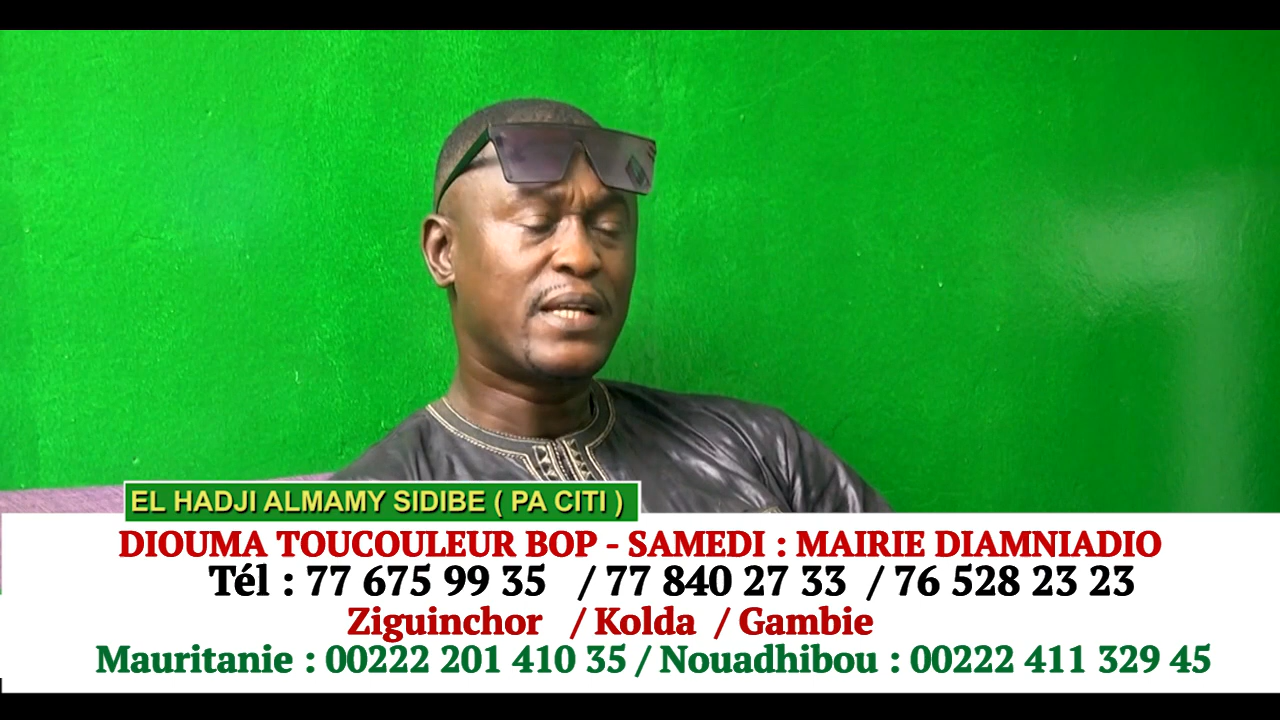 EL HADJI ALMAMY SIDIBE ( PA CITI )
DIOUMA TOUCOULEUR BOP - SAMEDI : MAIRIE DIAMNIADIO
Tél : 77 675 99 35 / 77 840 27 33 / 76 528 23 23
Ziguinchor / Kolda / Gambie
Mauritanie : 00222 201 410 35 / Nouadhibou : 00222 411 329 45